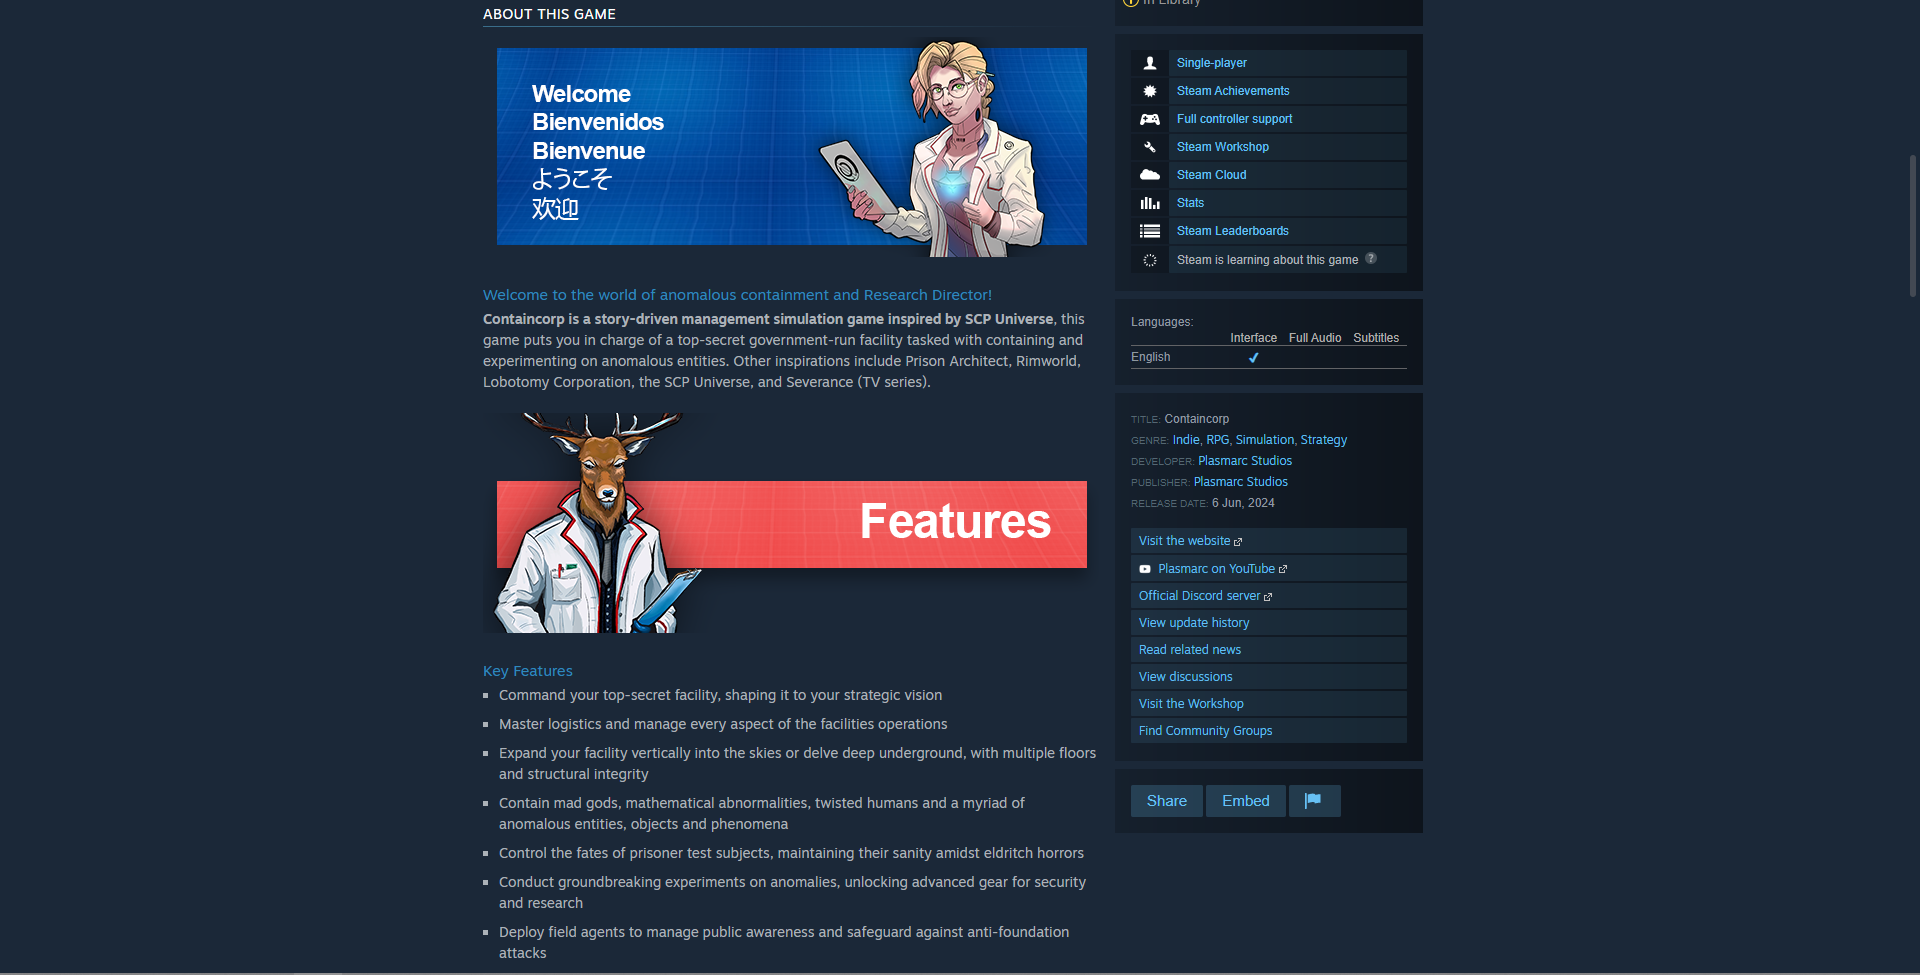 ABOUT THIS GAME
Welcome
Bienvenidos
Bienvenue
ようこそ
欢迎
Welcome to the world of anomalous containment and Research Director!
Containcorp is a story-driven management simulation game inspired by SCP Universe, this
game puts you in charge of a top-secret government-run facility tasked with containing and
experimenting on anomalous entities. Other inspirations include Prison Architect, Rimworld,
Lobotomy Corporation, the SCP Universe, and Severance (TV series).
Features
Key Features
Command your top-secret facility, shaping it to your strategic vision
Master logistics and manage every aspect of the facilities operations
Expand your facility vertically into the skies or delve deep underground, with multiple floors
and structural integrity
Contain mad gods, mathematical abnormalities, twisted humans and a myriad of
anomalous entities, objects and phenomena
Control the fates of prisoner test subjects, maintaining their sanity amidst eldritch horrors
Conduct groundbreaking experiments on anomalies, unlocking advanced gear for security
and research
Deploy field agents to manage public awareness and safeguard against anti-foundation
attacks
In Library
Single-player
Steam Achievements
Full controller support
Steam Workshop
Steam Cloud
Stats
Steam Leaderboards
Steam is learning about this game ?
Languages:
Interface Full Audio Subtitles
English ✔
TITLE: Containcorp
GENRE: Indie, RPG, Simulation, Strategy
DEVELOPER: Plasmarc Studios
PUBLISHER: Plasmarc Studios
RELEASE DATE: 6 Jun, 2024
Visit the website
Plasmarc on YouTube
Official Discord server
View update history
Read related news
View discussions
Visit the Workshop
Find Community Groups
Share Embed